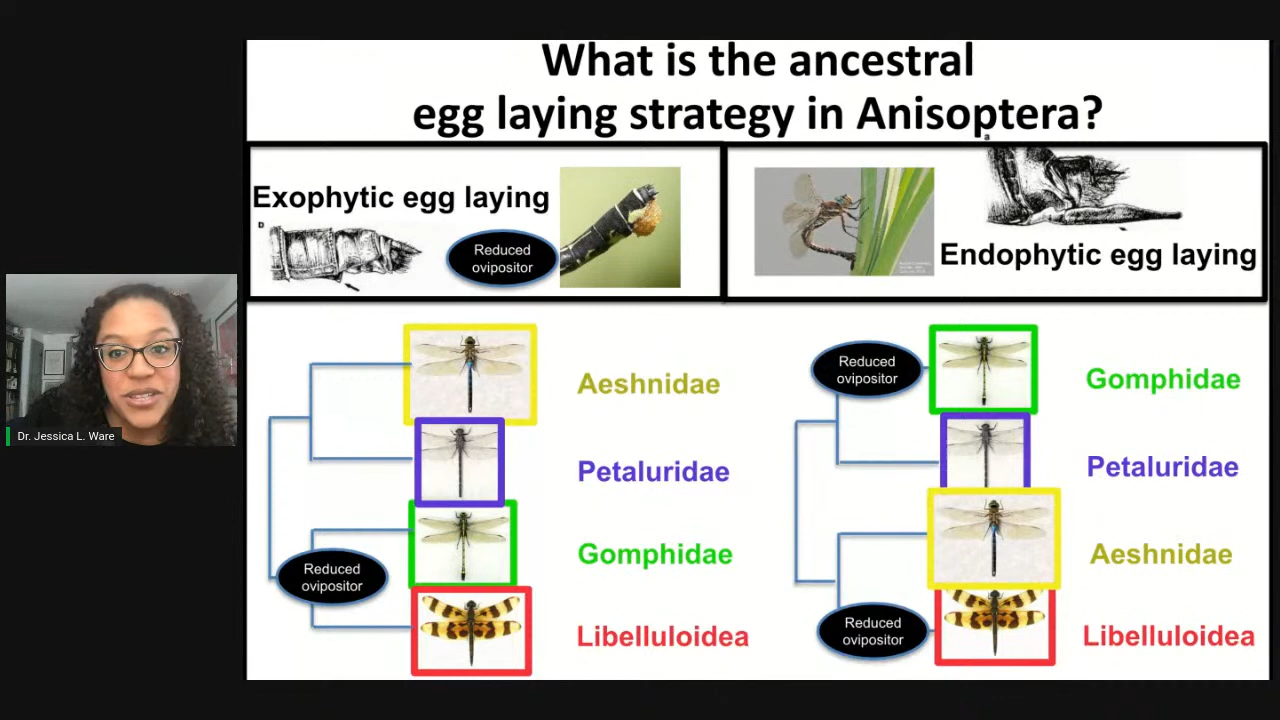 What is the ancestral
egg laying strategy in Anisoptera?
Exophytic egg laying
Reduced
ovipositor
Endophytic egg laying
Aeshnidae
Petaluridae
Gomphidae
Reduced
ovipositor
Libelluloidea
Reduced
ovipositor
Gomphidae
Petaluridae
Aeshnidae
Reduced
ovipositor
Libelluloidea
Dr. Jessica L. Ware